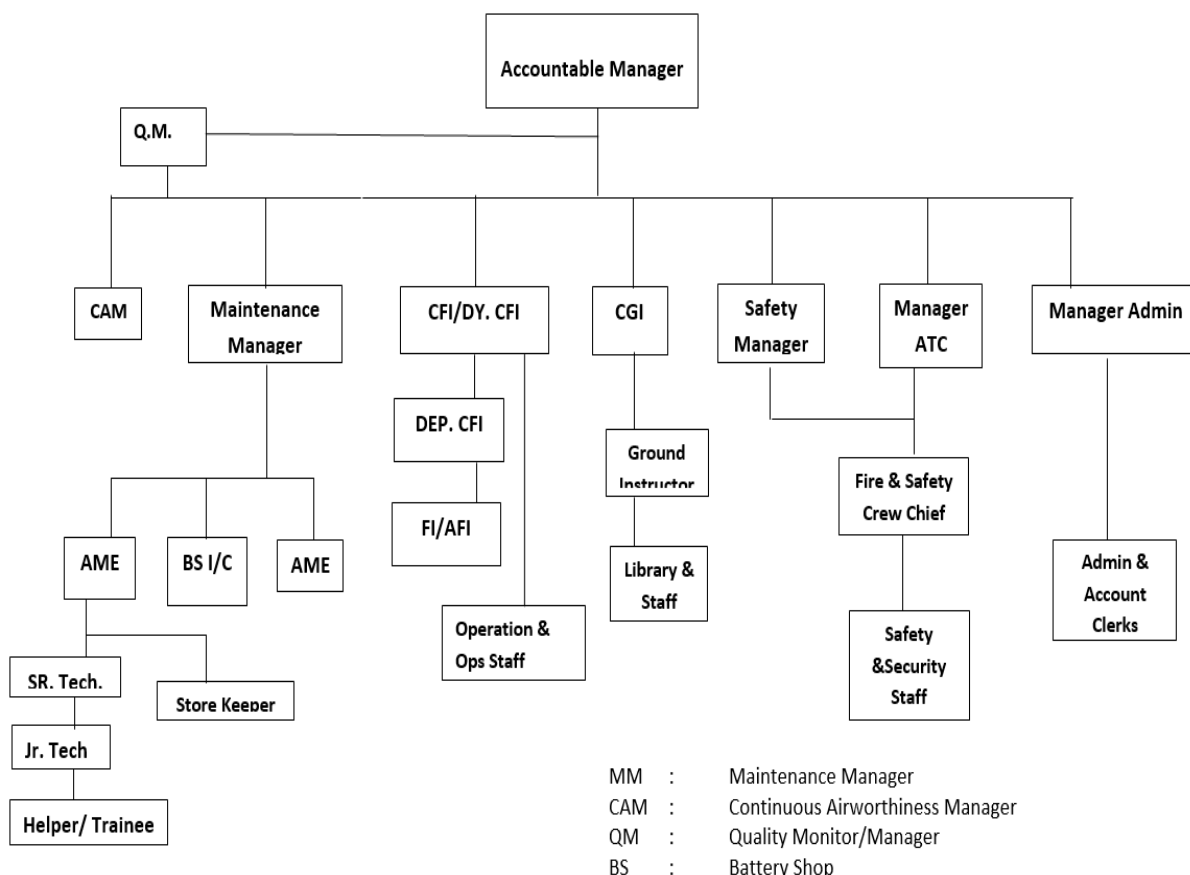 Accountable Manager
Q.M.
CAM
Maintenance
Manager
CFI/DY. CFI
CGI
Safety
Manager
Manager
ATC
Manager Admin
DEP. CFI
Ground
Instructor
Fire & Safety
Crew Chief
FI/AFI
AME
BS I/C
AME
Library &
Staff
Admin &
Account
Clerks
Operation &
Ops Staff
Safety
&Security
Staff
SR. Tech.
Store Keeper
Jr. Tech
Helper/ Trainee
MM : Maintenance Manager
CAM : Continuous Airworthiness Manager
QM : Quality Monitor/Manager
BS : Battery Shop